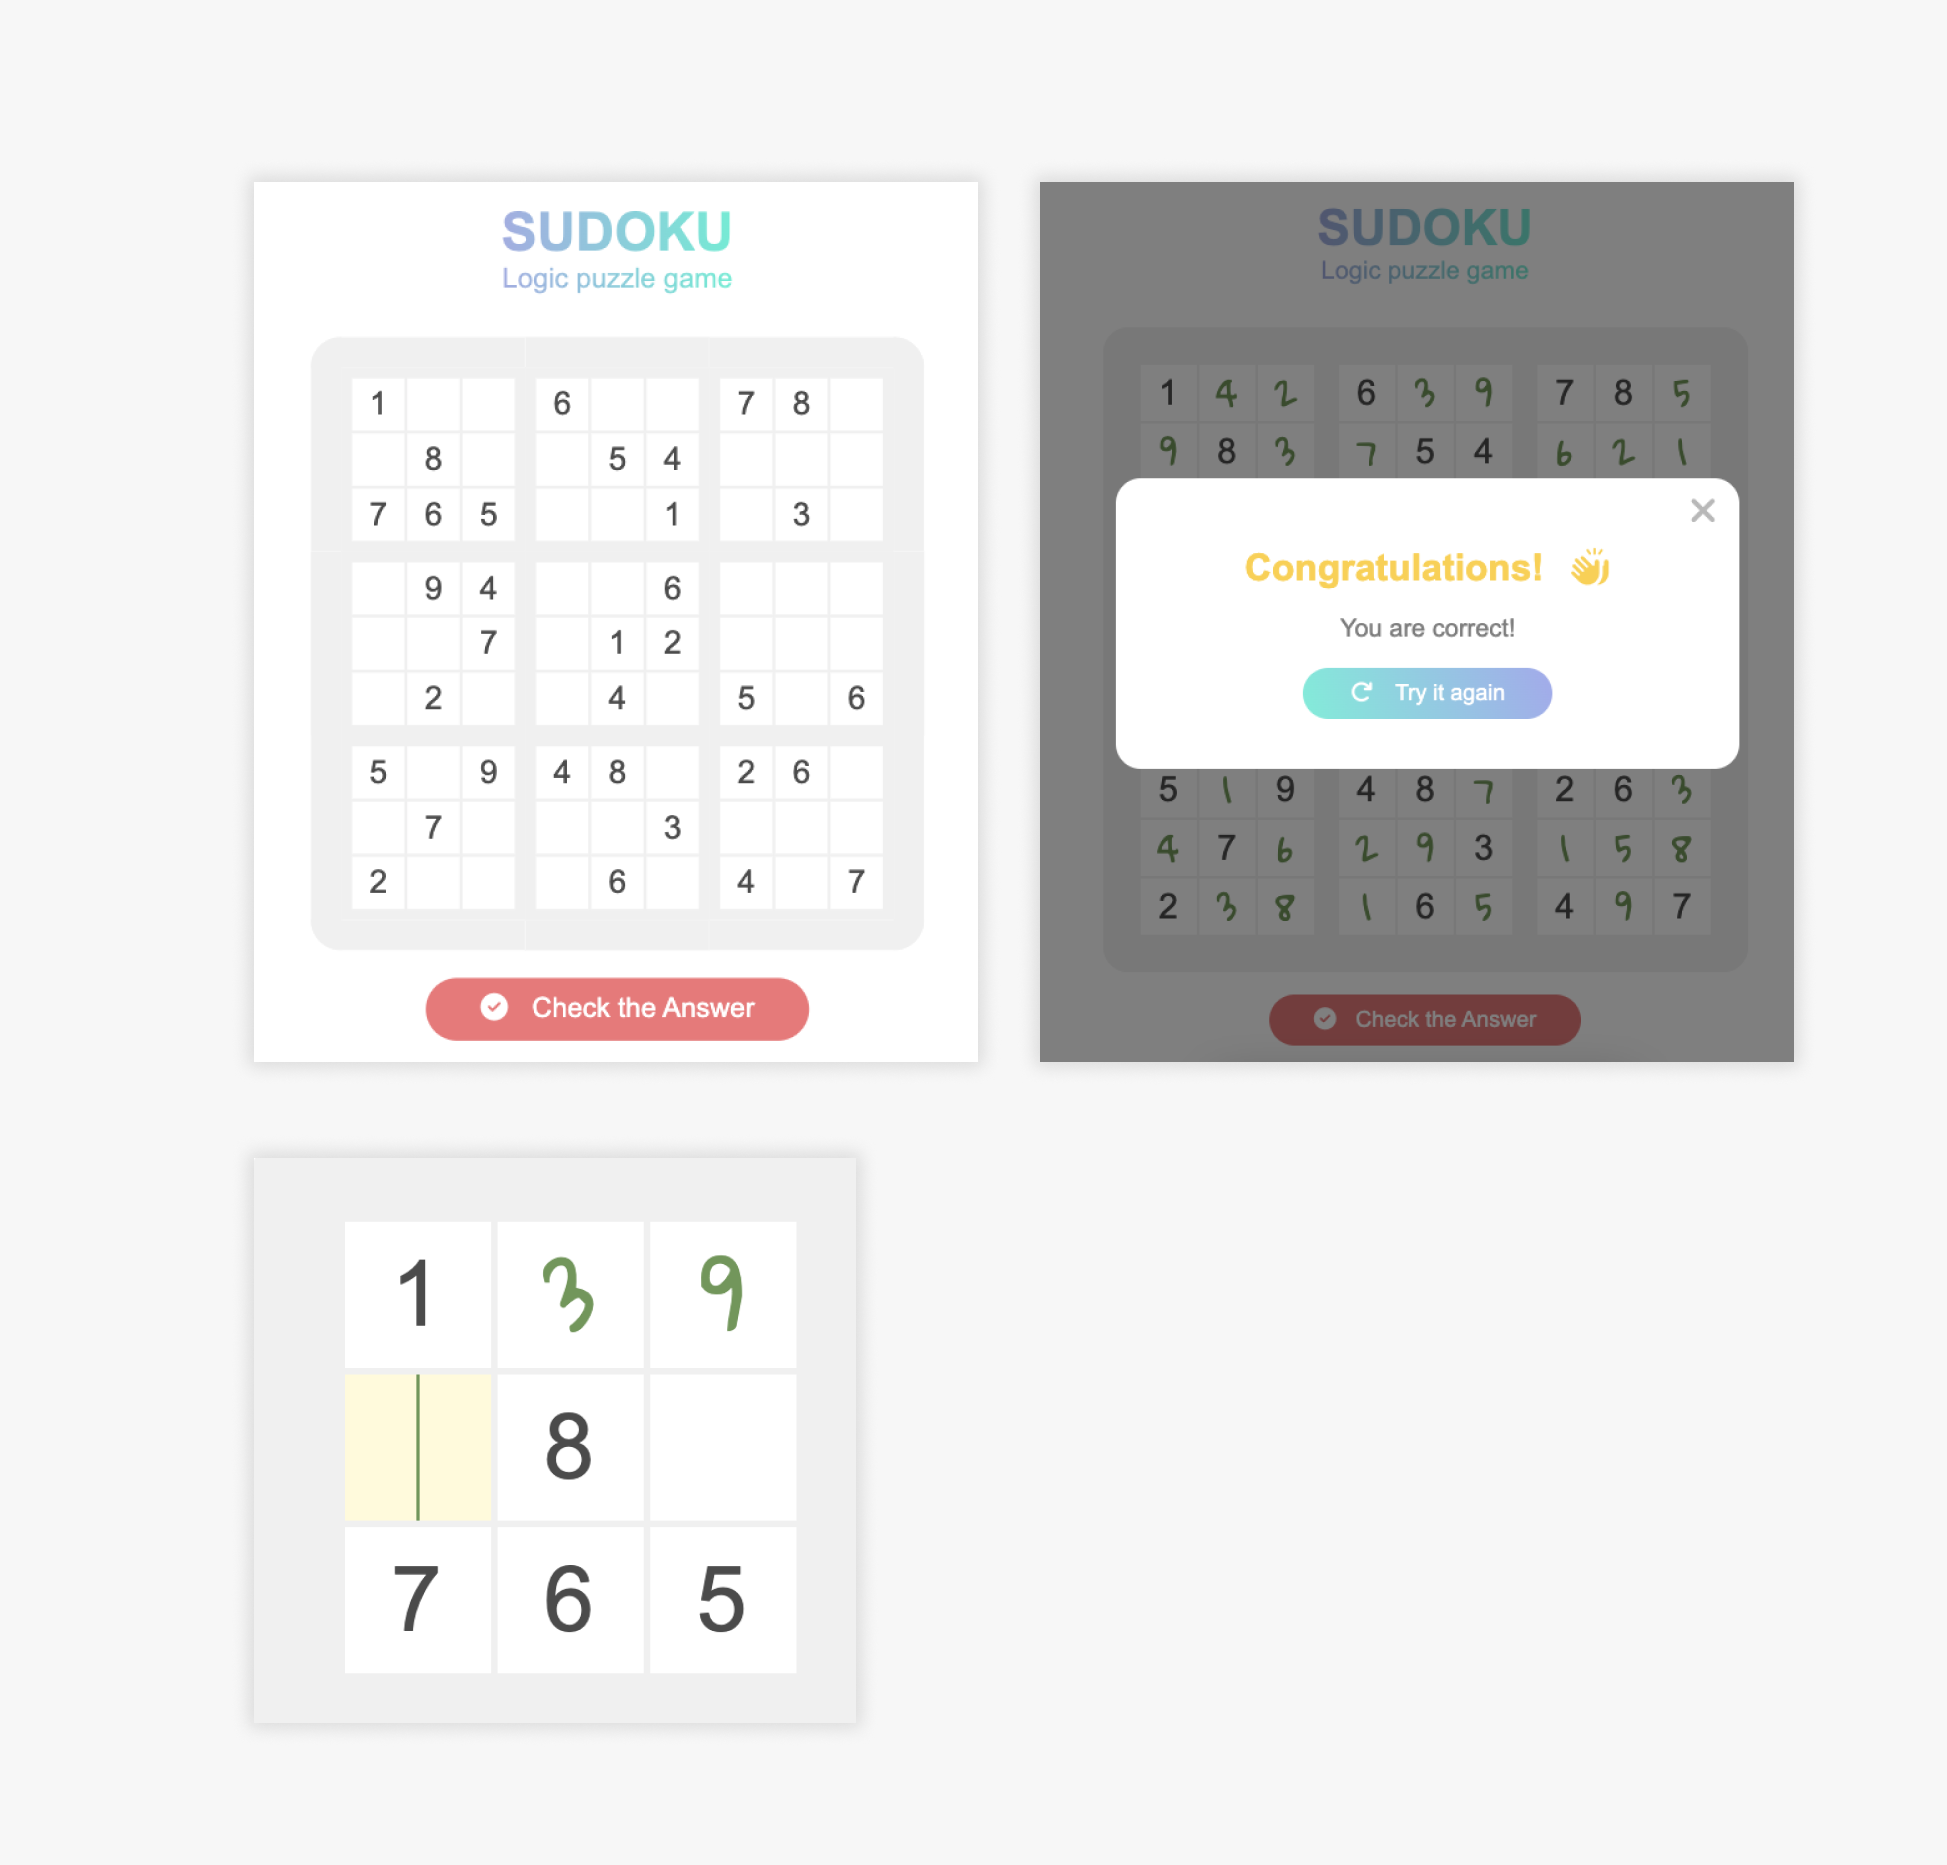 SUDOKU
Logic puzzle game
1 6 7 8
8 5 4
7 6 5 1 3
9 4 6
7 1 2
2 4 5 6
5 9 4 8 2 6
7 3
2 6 4 7
Check the Answer
SUDOKU
Logic puzzle game
1 4 2 6 3 9 7 8 5
9 8 3 7 5 4 6 2 1
Congratulations!
You are correct!
Try it again
5 1 9 4 8 7 2 6 3
4 7 6 2 9 3 1 5 8
2 3 8 1 6 5 4 9 7
Check the Answer
1 3 9
8
7 6 5